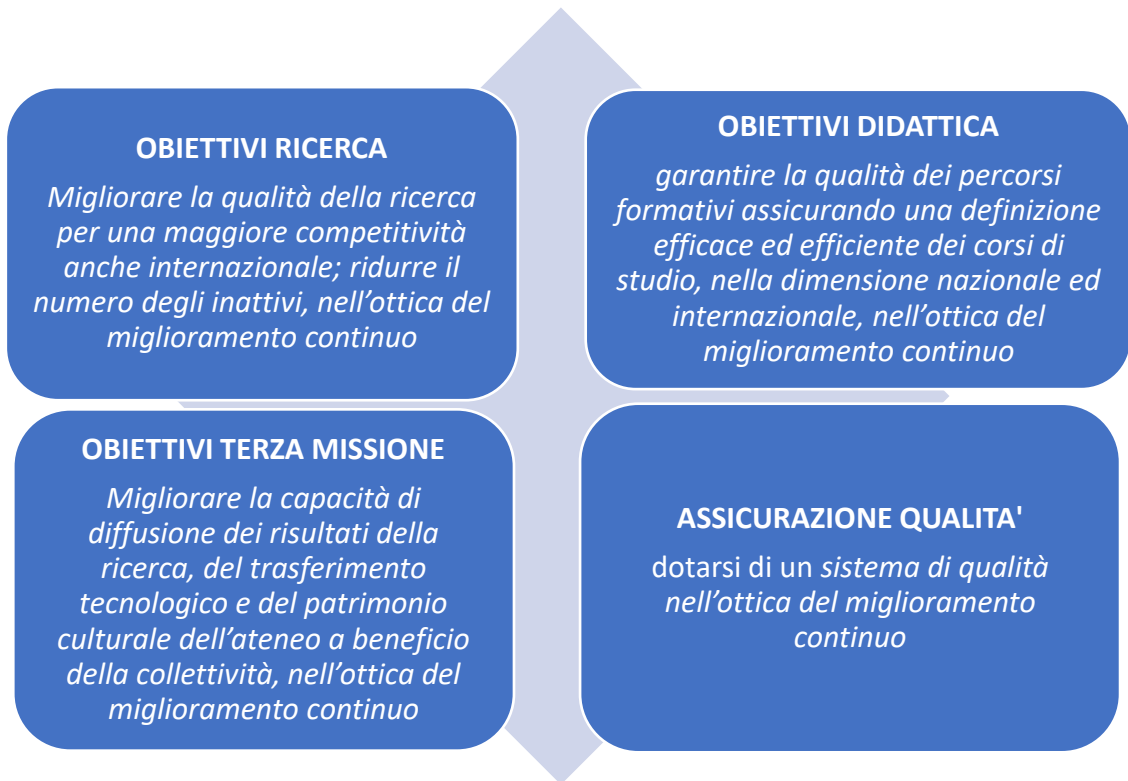 OBIETTIVI RICERCA
Migliorare la qualità della ricerca
per una maggiore competitività
anche internazionale; ridurre il
numero degli inattivi, nell’ottica del
miglioramento continuo
OBIETTIVI DIDATTICA
garantire la qualità dei percorsi
formativi assicurando una definizione
efficace ed efficiente dei corsi di
studio, nella dimensione nazionale ed
internazionale, nell’ottica del
miglioramento continuo
OBIETTIVI TERZA MISSIONE
Migliorare la capacità di
diffusione dei risultati della
ricerca, del trasferimento
tecnologico e del patrimonio
culturale dell’ateneo a beneficio
della collettività, nell’ottica del
miglioramento continuo
ASSICURAZIONE QUALITA'
dotarsi di un sistema di qualità
nell’ottica del miglioramento
continuo